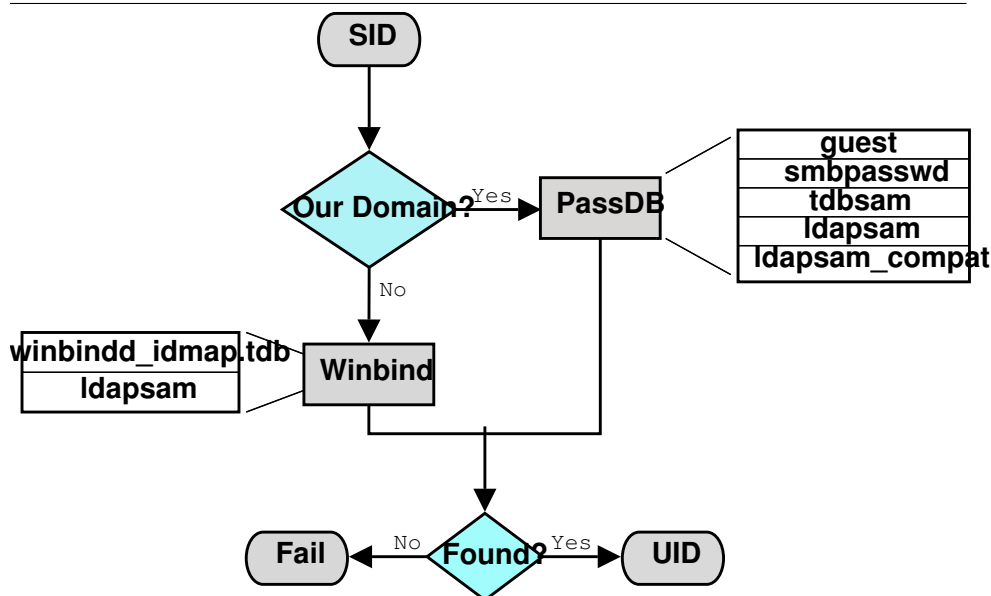 SID
Our Domain?
Yes
PassDB
guest
smbpasswd
tdbsam
ldapsam
ldapsam_compat
No
winbindd_idmap.tdb
ldapsam
Winbind
Fail
No
Found?
Yes
UID